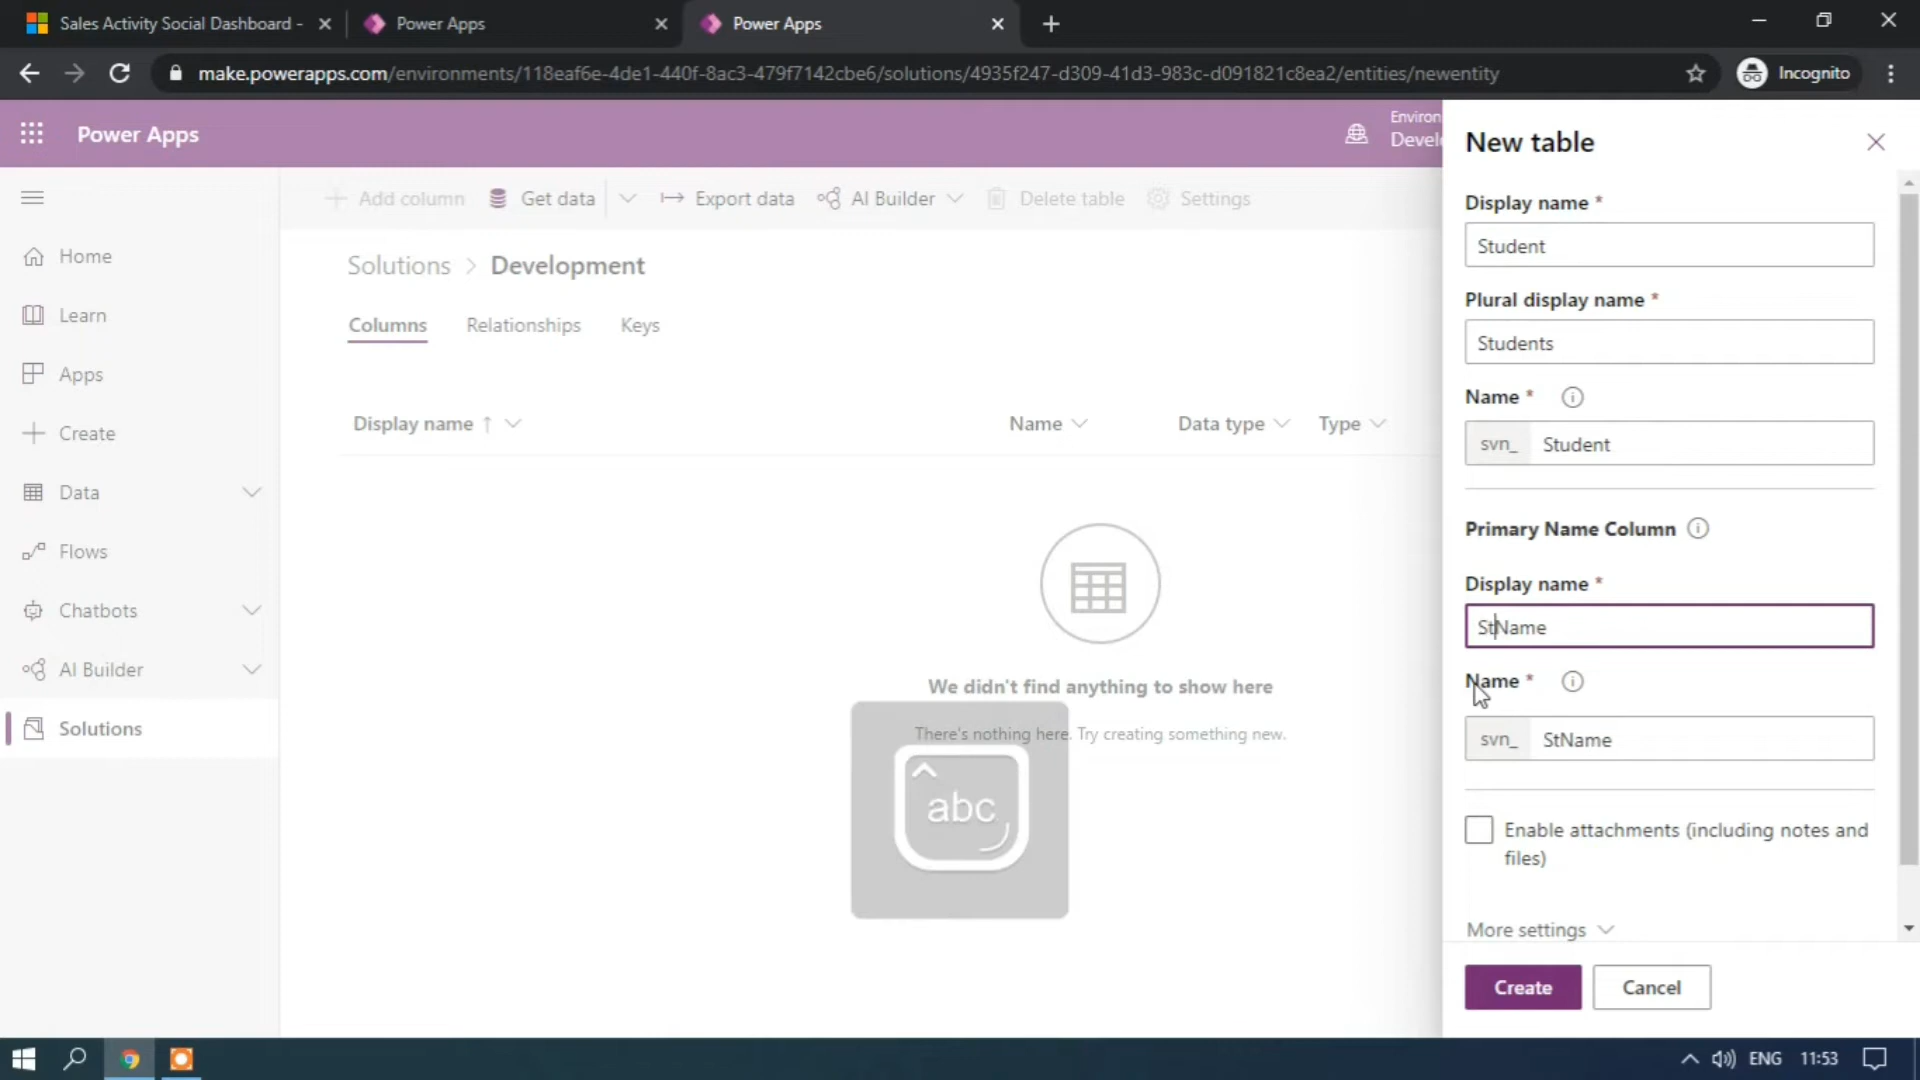 Sales Activity Social Dashboard -
Power Apps
Power Apps
make.powerapps.com/environments/118eaf6e-4de1-440f-8ac3-479f7142cbe6/solutions/4935f247-d309-41d3-983c-d091821c8ea2/entities/newentity
Incognito
Power Apps
Environ
Develo
Add column
Get data
Export data
AI Builder
Delete table
Settings
Home
Learn
Apps
Create
Data
Flows
Chatbots
AI Builder
Solutions
Solutions > Development
Columns
Relationships
Keys
Display name ↑
Name
Data type
Type
We didn't find anything to show here
There's nothing here. Try creating something new.
abc
New table
Display name *
Student
Plural display name *
Students
Name *
svn_ Student
Primary Name Column
Display name *
StName
Name *
svn_ StName
Enable attachments (including notes and
files)
More settings
Create
Cancel
ENG
11:53